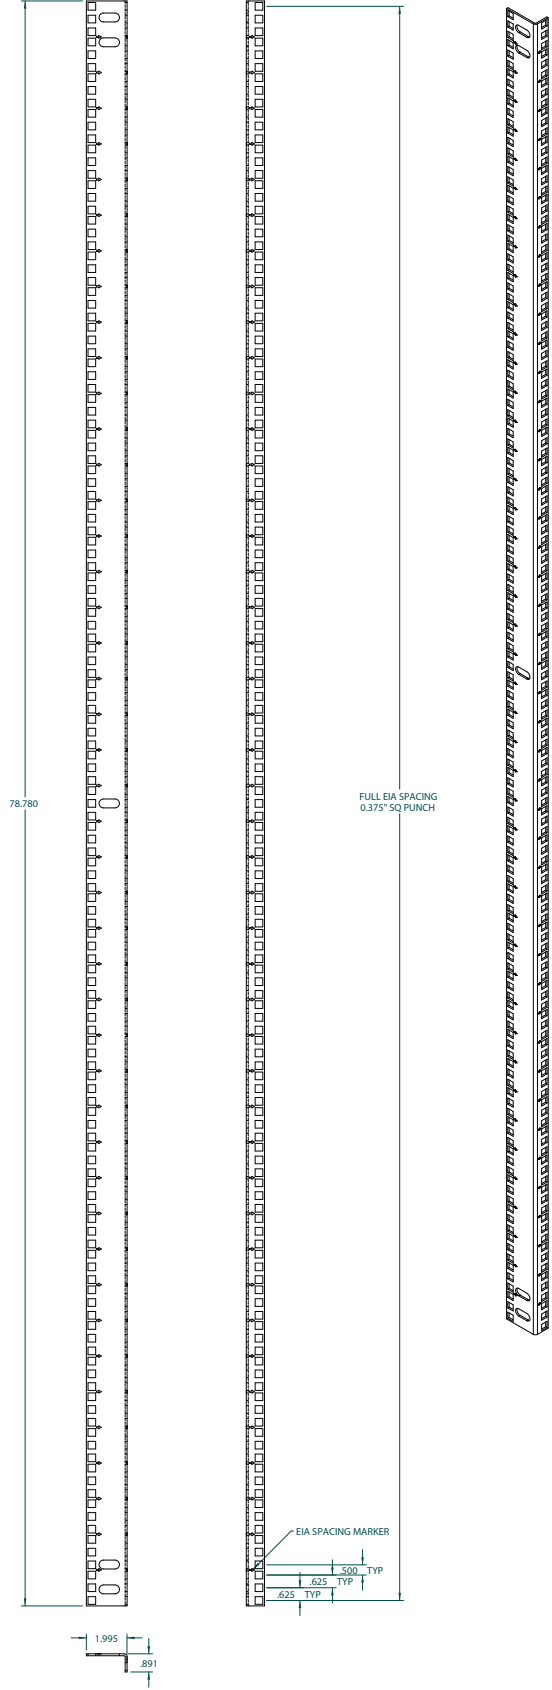 78.780
FULL EIA SPACING
0.375" SQ PUNCH
EIA SPACING MARKER
.500 TYP
.625 TYP
.625 TYP
1.995
.891